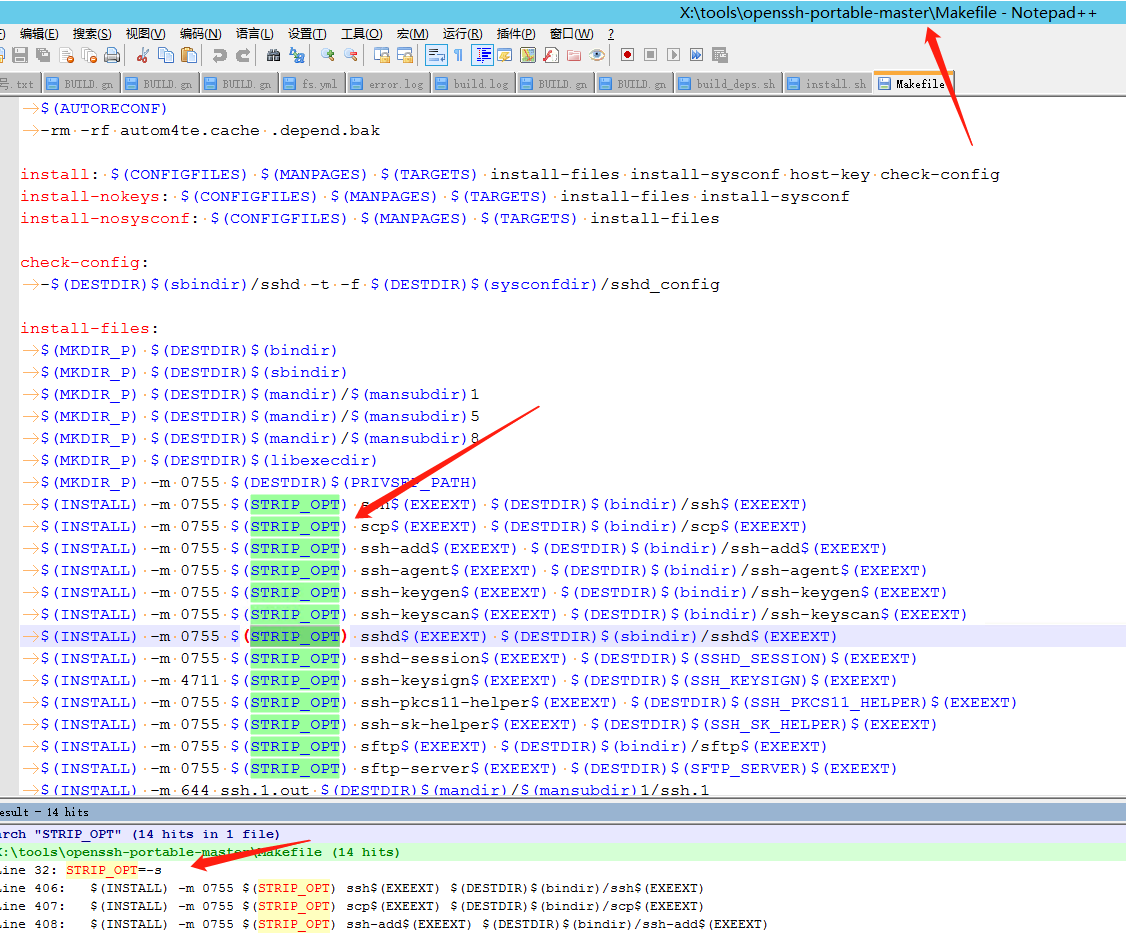 X:\tools\openssh-portable-master\Makefile - Notepad++
编辑(E) 搜索(S) 视图(V) 编码(N) 语言(L) 设置(T) 工具(O) 宏(M) 运行(R) 插件(P) 窗口(W) ?
号.txt BUILD.gn BUILD.gn BUILD.gn fs.yml error.log build.log BUILD.gn BUILD.gn build_deps.sh install.sh Makefile
$(AUTORECONF)
-rm -rf autom4te.cache .depend.bak
install: $(CONFIGFILES) $(MANPAGES) $(TARGETS) install-files install-sysconf host-key check-config
install-nokeys: $(CONFIGFILES) $(MANPAGES) $(TARGETS) install-files install-sysconf
install-nosysconf: $(CONFIGFILES) $(MANPAGES) $(TARGETS) install-files
check-config:
-$(DESTDIR)$(sbindir)/sshd -t -f $(DESTDIR)$(sysconfdir)/sshd_config
install-files:
$(MKDIR_P) $(DESTDIR)$(bindir)
$(MKDIR_P) $(DESTDIR)$(sbindir)
$(MKDIR_P) $(DESTDIR)$(mandir)/$(mansubdir)1
$(MKDIR_P) $(DESTDIR)$(mandir)/$(mansubdir)5
$(MKDIR_P) $(DESTDIR)$(mandir)/$(mansubdir)8
$(MKDIR_P) $(DESTDIR)$(libexecdir)
$(MKDIR_P) -m 0755 $(DESTDIR)$(PRIVSEP_PATH)
$(INSTALL) -m 0755 $(STRIP_OPT) ssh$(EXEEXT) $(DESTDIR)$(bindir)/ssh$(EXEEXT)
$(INSTALL) -m 0755 $(STRIP_OPT) scp$(EXEEXT) $(DESTDIR)$(bindir)/scp$(EXEEXT)
$(INSTALL) -m 0755 $(STRIP_OPT) ssh-add$(EXEEXT) $(DESTDIR)$(bindir)/ssh-add$(EXEEXT)
$(INSTALL) -m 0755 $(STRIP_OPT) ssh-agent$(EXEEXT) $(DESTDIR)$(bindir)/ssh-agent$(EXEEXT)
$(INSTALL) -m 0755 $(STRIP_OPT) ssh-keygen$(EXEEXT) $(DESTDIR)$(bindir)/ssh-keygen$(EXEEXT)
$(INSTALL) -m 0755 $(STRIP_OPT) ssh-keyscan$(EXEEXT) $(DESTDIR)$(bindir)/ssh-keyscan$(EXEEXT)
$(INSTALL) -m 0755 $(STRIP_OPT) sshd$(EXEEXT) $(DESTDIR)$(sbindir)/sshd$(EXEEXT)
$(INSTALL) -m 0755 $(STRIP_OPT) sshd-session$(EXEEXT) $(DESTDIR)$(SSHD_SESSION)$(EXEEXT)
$(INSTALL) -m 4711 $(STRIP_OPT) ssh-keysign$(EXEEXT) $(DESTDIR)$(SSH_KEYSIGN)$(EXEEXT)
$(INSTALL) -m 0755 $(STRIP_OPT) ssh-pkcs11-helper$(EXEEXT) $(DESTDIR)$(SSH_PKCS11_HELPER)$(EXEEXT)
$(INSTALL) -m 0755 $(STRIP_OPT) ssh-sk-helper$(EXEEXT) $(DESTDIR)$(SSH_SK_HELPER)$(EXEEXT)
$(INSTALL) -m 0755 $(STRIP_OPT) sftp$(EXEEXT) $(DESTDIR)$(bindir)/sftp$(EXEEXT)
$(INSTALL) -m 0755 $(STRIP_OPT) sftp-server$(EXEEXT) $(DESTDIR)$(SFTP_SERVER)$(EXEEXT)
$(INSTALL) -m 644 ssh.1.out $(DESTDIR)$(mandir)/$(mansubdir)1/ssh.1
esult - 14 hits
arch "STRIP_OPT" (14 hits in 1 file)
X:\tools\openssh-portable-master\Makefile (14 hits)
Line 32: STRIP_OPT=-s
Line 406: $(INSTALL) -m 0755 $(STRIP_OPT) ssh$(EXEEXT) $(DESTDIR)$(bindir)/ssh$(EXEEXT)
Line 407: $(INSTALL) -m 0755 $(STRIP_OPT) scp$(EXEEXT) $(DESTDIR)$(bindir)/scp$(EXEEXT)
Line 408: $(INSTALL) -m 0755 $(STRIP_OPT) ssh-add$(EXEEXT) $(DESTDIR)$(bindir)/ssh-add$(EXEEXT)